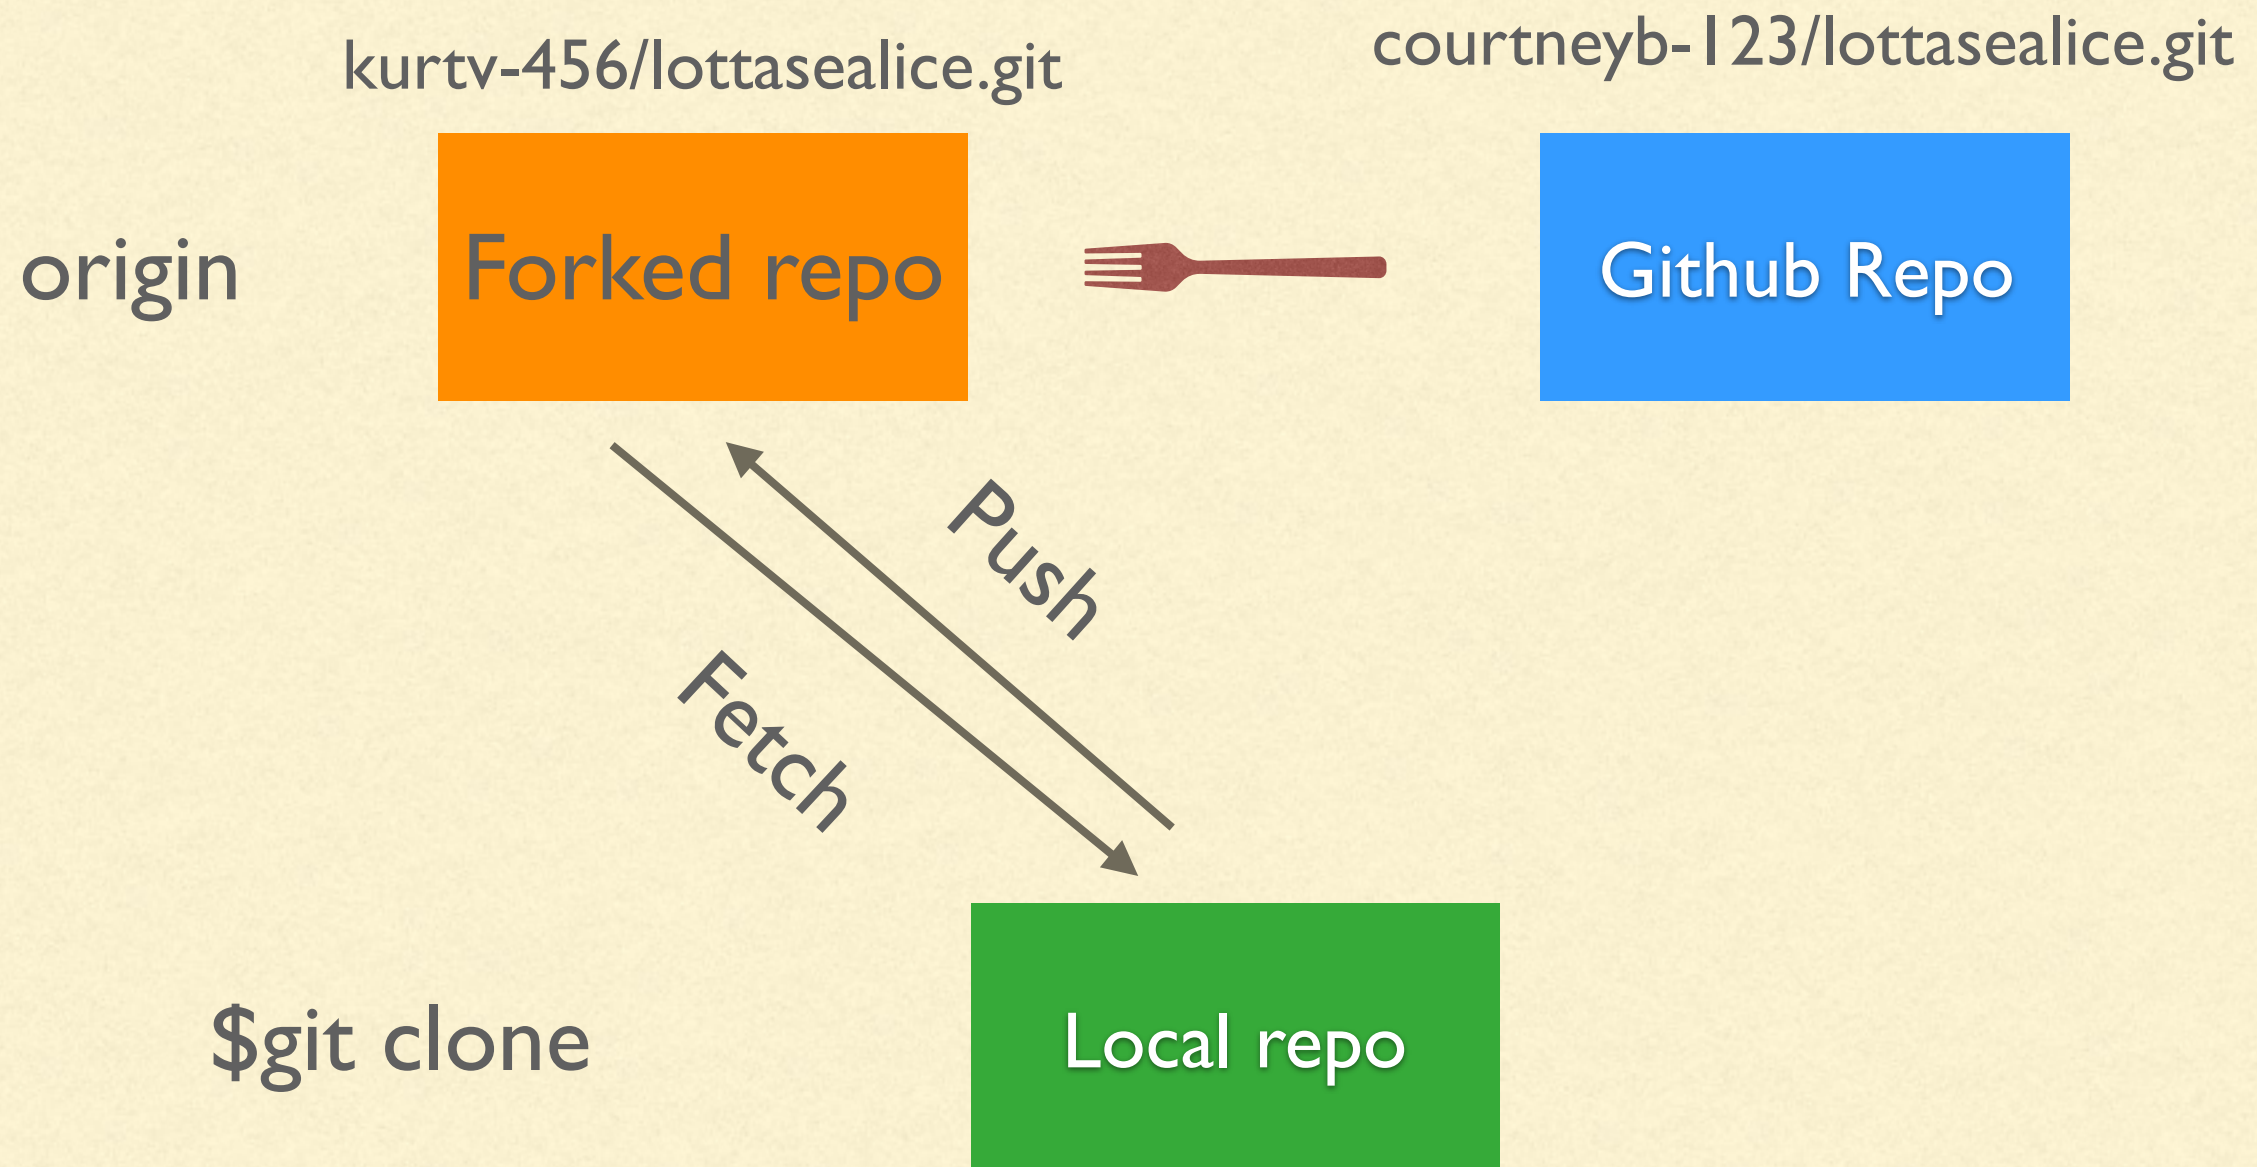 kurtv-456/lottasealice.git
courtneyb-123/lottasealice.git
origin
Forked repo
Github Repo
Push
Fetch
$git clone
Local repo